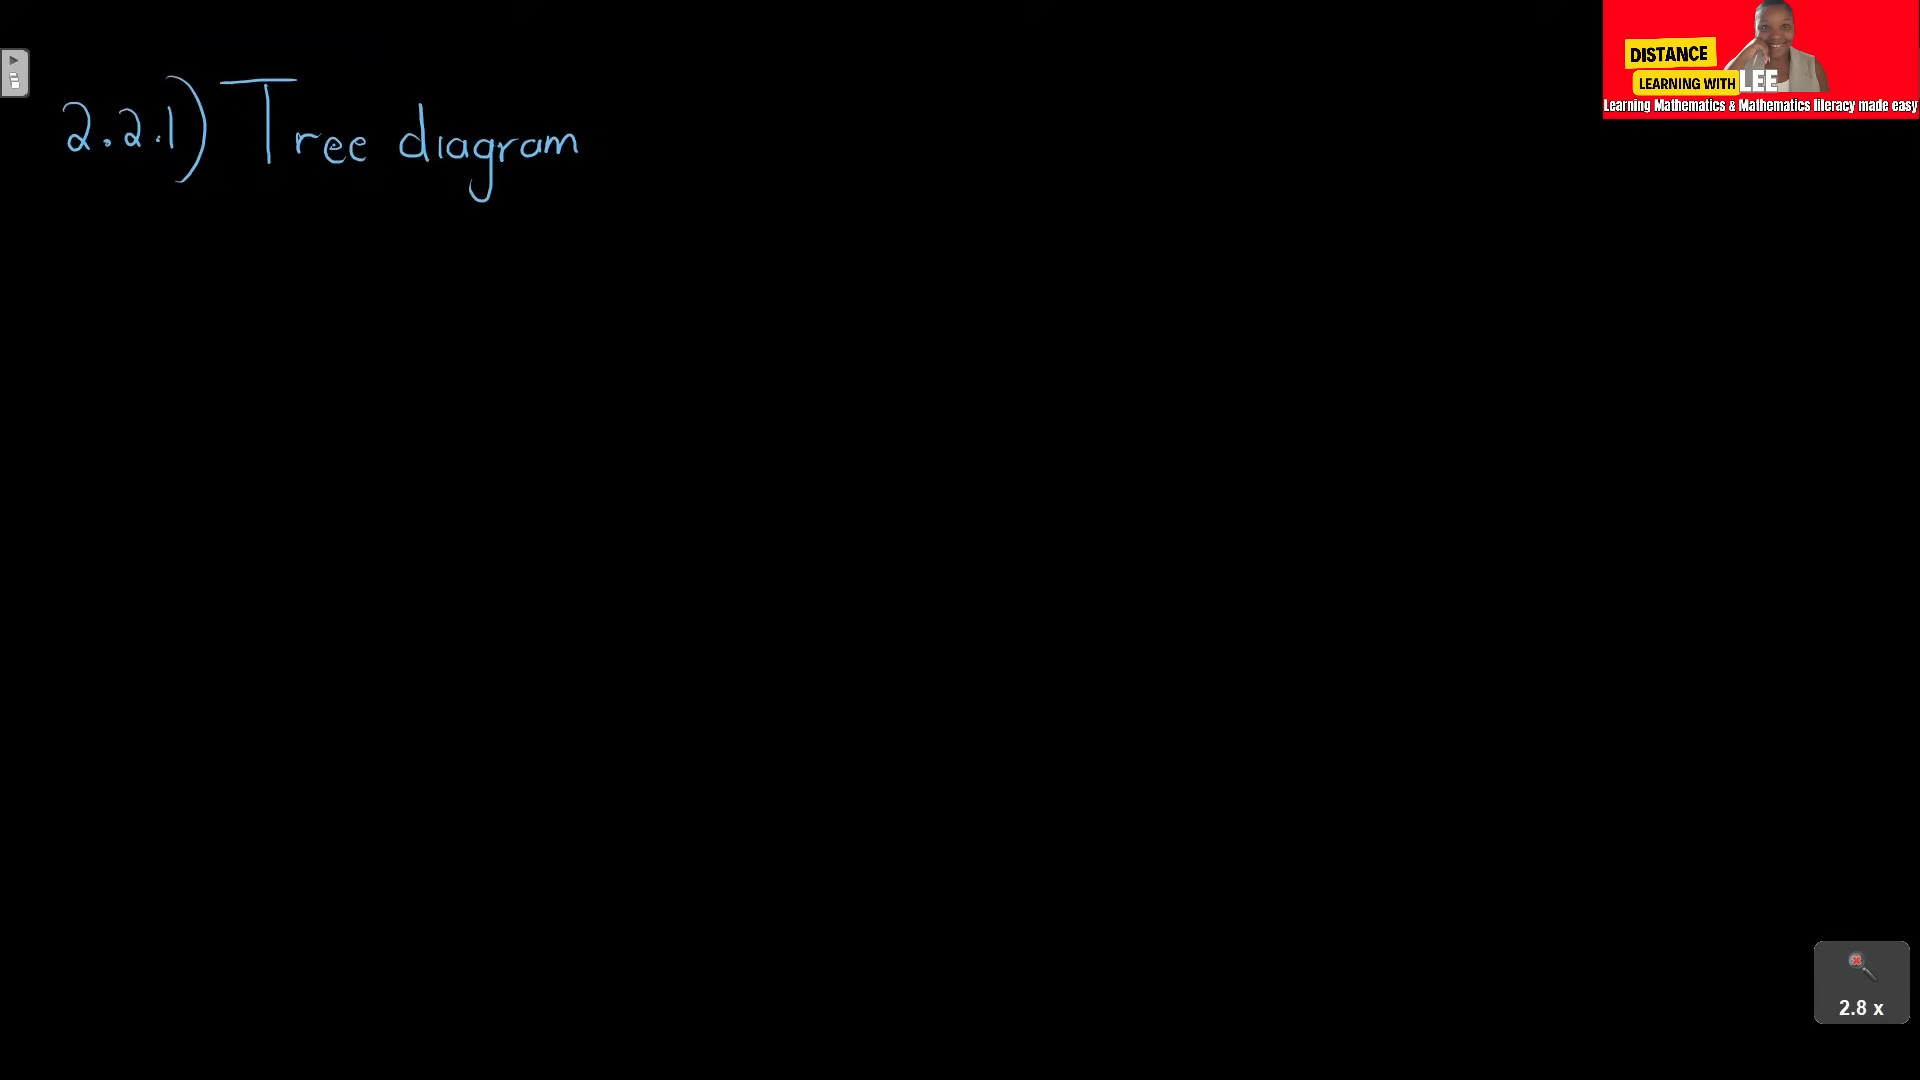 2.2.1) Tree diagram
DISTANCE
LEARNING WITH LEE
Learning Mathematics & Mathematics literacy made easy
2.8 x